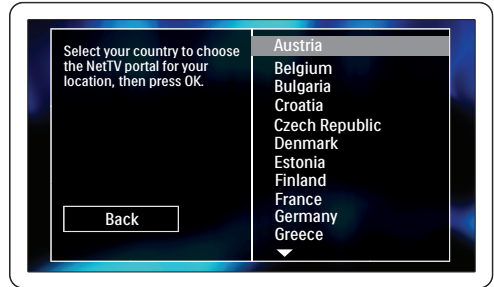 Select your country to choose
the NetTV portal for your
location, then press OK.
Back
Austria
Belgium
Bulgaria
Croatia
Czech Republic
Denmark
Estonia
Finland
France
Germany
Greece